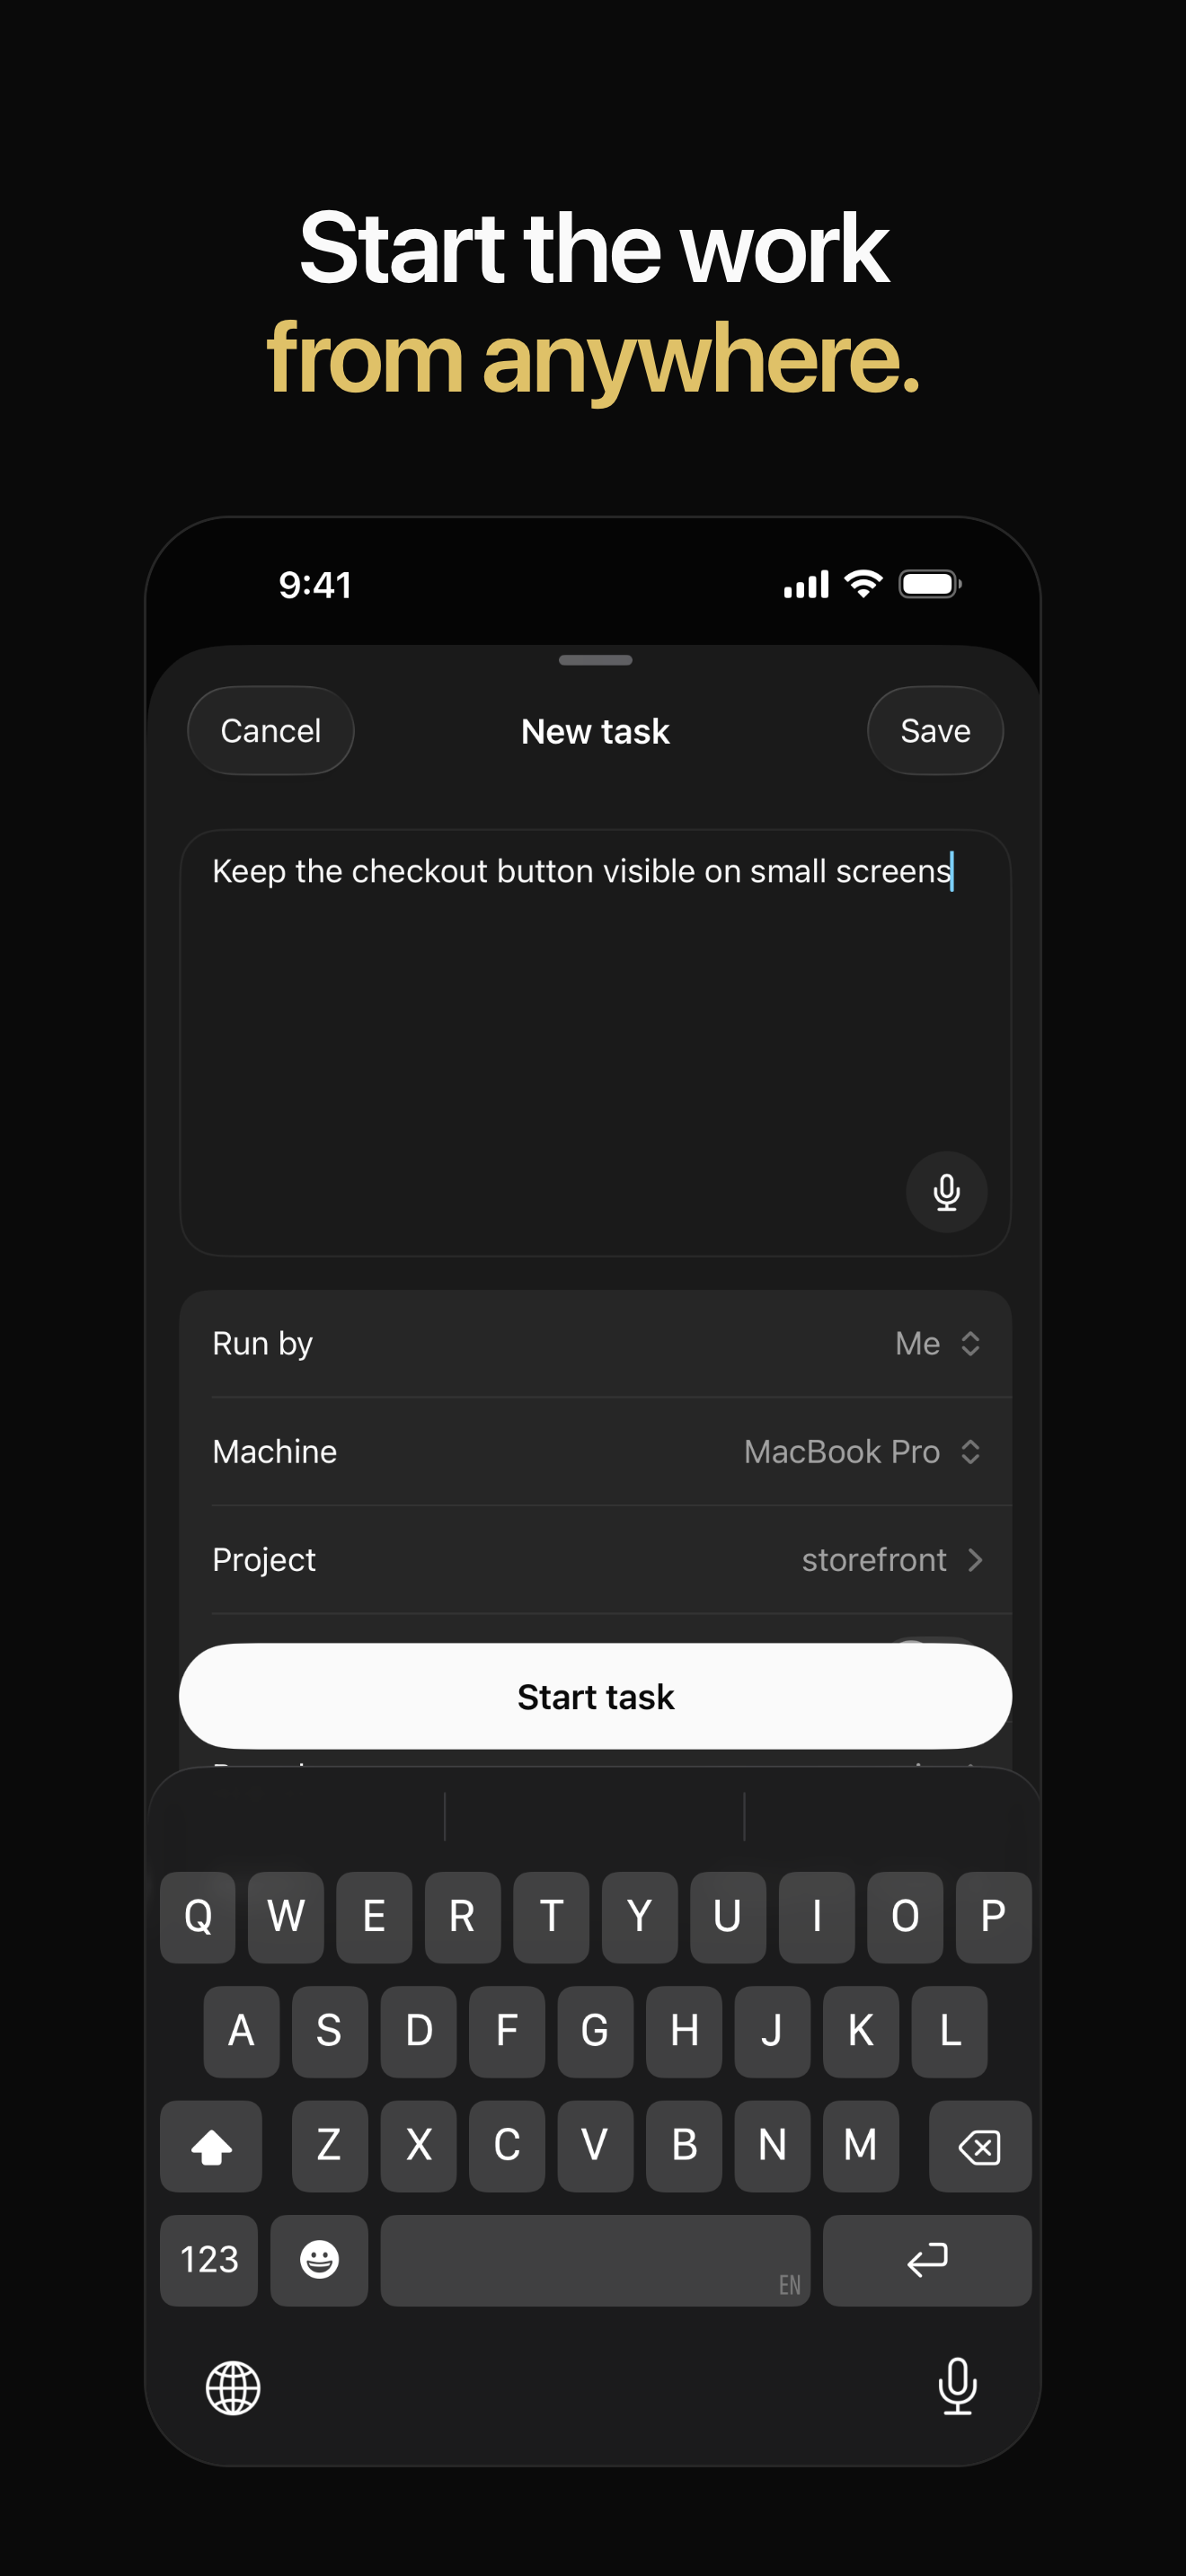 Start the work
from anywhere.
9:41
Cancel
New task
Save
Keep the checkout button visible on small screens
Run by
Me
Machine
MacBook Pro
Project
storefront
Start task
Q W E R T Y U I O P
A S D F G H J K L
Z X C V B N M
123
EN